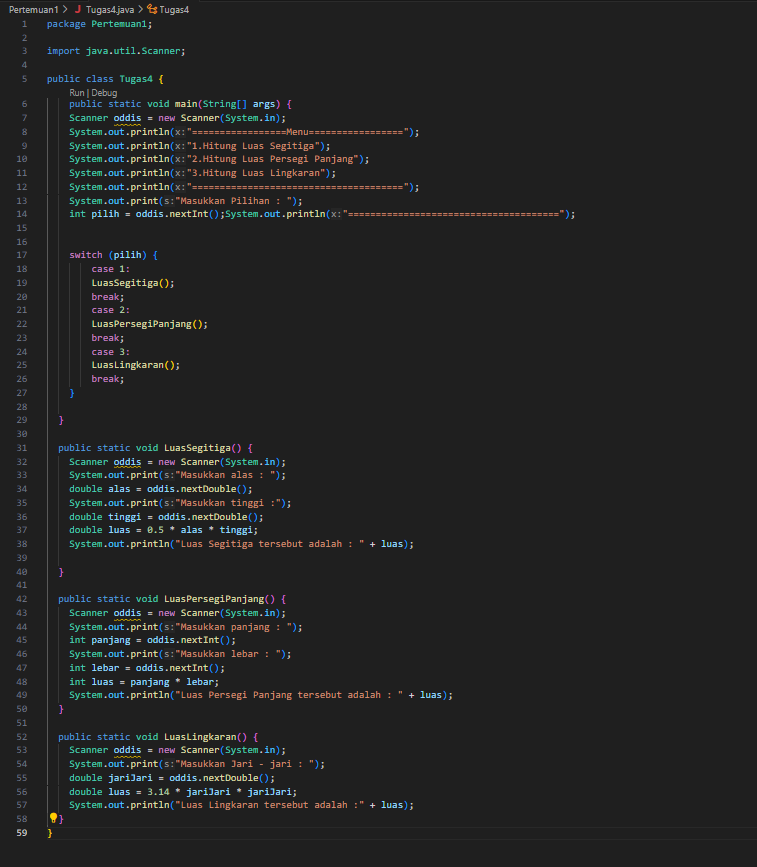 Pertemuan1 > J Tugas4.java > Tugas4
1 package Pertemuan1;
2
3 import java.util.Scanner;
4
5 public class Tugas4 {
Run | Debug
6 public static void main(String[] args) {
7 Scanner oddis = new Scanner(System.in);
8 System.out.println(x:"=================Menu=================");
9 System.out.println(x:"1.Hitung Luas Segitiga");
10 System.out.println(x:"2.Hitung Luas Persegi Panjang");
11 System.out.println(x:"3.Hitung Luas Lingkaran");
12 System.out.println(x:"======================================");
13 System.out.print(s:"Masukkan Pilihan : ");
14 int pilih = oddis.nextInt();System.out.println(x:"======================================");
15
16
17 switch (pilih) {
18 case 1:
19 LuasSegitiga();
20 break;
21 case 2:
22 LuasPersegiPanjang();
23 break;
24 case 3:
25 LuasLingkaran();
26 break;
27 }
28
29 }
30
31 public static void LuasSegitiga() {
32 Scanner oddis = new Scanner(System.in);
33 System.out.print(s:"Masukkan alas : ");
34 double alas = oddis.nextDouble();
35 System.out.print(s:"Masukkan tinggi :");
36 double tinggi = oddis.nextDouble();
37 double luas = 0.5 * alas * tinggi;
38 System.out.println("Luas Segitiga tersebut adalah : " + luas);
39
40 }
41
42 public static void LuasPersegiPanjang() {
43 Scanner oddis = new Scanner(System.in);
44 System.out.print(s:"Masukkan panjang : ");
45 int panjang = oddis.nextInt();
46 System.out.print(s:"Masukkan lebar : ");
47 int lebar = oddis.nextInt();
48 int luas = panjang * lebar;
49 System.out.println("Luas Persegi Panjang tersebut adalah : " + luas);
50 }
51
52 public static void LuasLingkaran() {
53 Scanner oddis = new Scanner(System.in);
54 System.out.print(s:"Masukkan Jari - jari : ");
55 double jariJari = oddis.nextDouble();
56 double luas = 3.14 * jariJari * jariJari;
57 System.out.println("Luas Lingkaran tersebut adalah :" + luas);
58 }
59 }